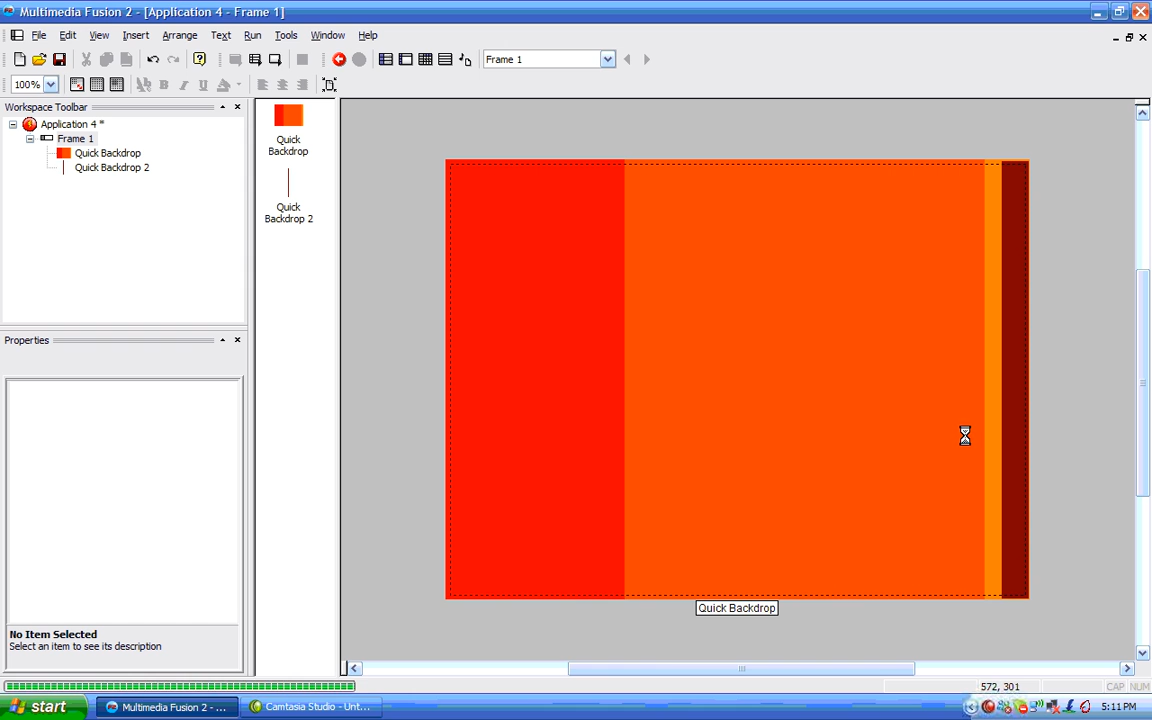 Multimedia Fusion 2 - [Application 4 - Frame 1]
File Edit View Insert Arrange Text Run Tools Window Help
Frame 1
100%
B I U A
Workspace Toolbar
Application 4 *
Frame 1
Quick Backdrop
Quick Backdrop 2
Quick
Backdrop
Quick
Backdrop 2
Properties
No Item Selected
Select an item to see its description
Quick Backdrop
572, 301
CAP NUM
start
Multimedia Fusion 2 - ...
Camtasia Studio - Unt...
5:11 PM